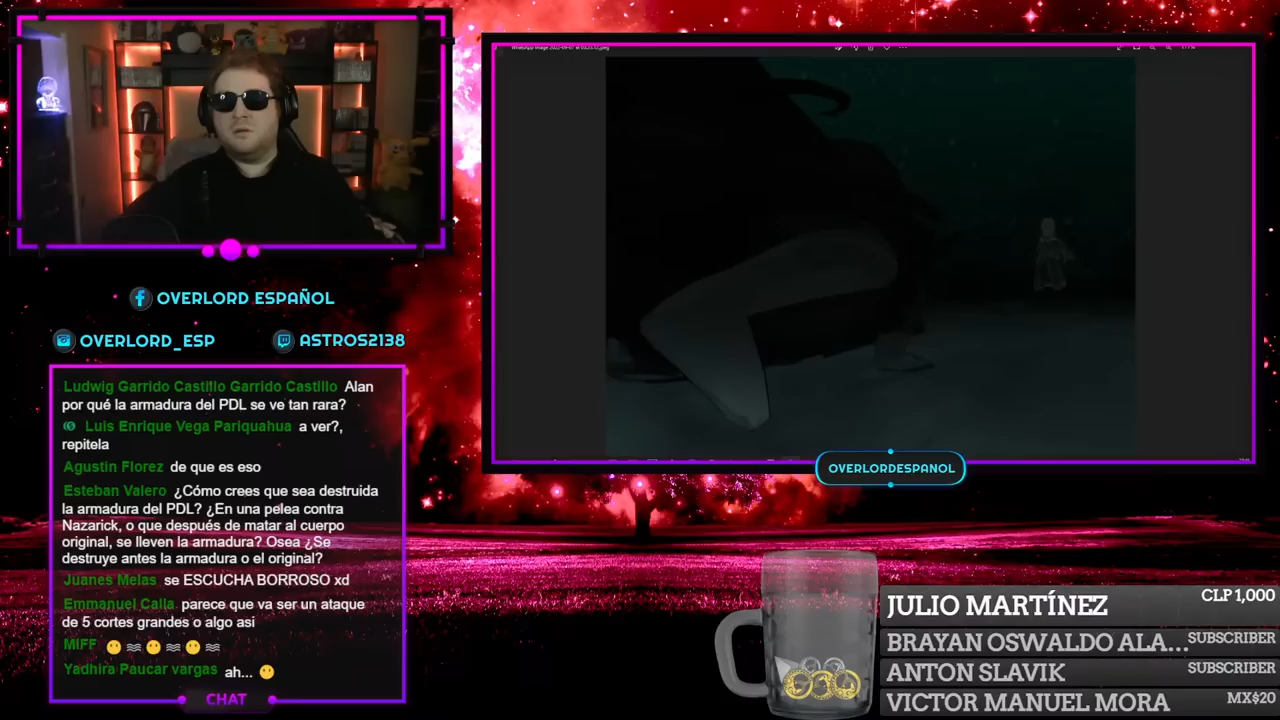 OVERLORD ESPAÑOL
OVERLORD_ESP
ASTROS2138
Ludwig Garrido Castillo Garrido Castillo Alan
por qué la armadura del PDL se ve tan rara?
Luis Enrique Vega Pariquahua a ver?,
repitela
Agustin Florez de que es eso
Esteban Valero ¿Cómo crees que sea destruida
la armadura del PDL? ¿En una pelea contra
Nazarick, o que después de matar al cuerpo
original, se lleven la armadura? Osea ¿Se
destruye antes la armadura o el original?
Juanes Melas se ESCUCHA BORROSO xd
Emmanuel Calla parece que va ser un ataque
de 5 cortes grandes o algo asi
MIFF
Yadhira Paucar vargas ah...
CHAT
OVERLORDESPANOL
JULIO MARTÍNEZ CLP 1,000
BRAYAN OSWALDO ALA... SUBSCRIBER
ANTON SLAVIK SUBSCRIBER
VICTOR MANUEL MORA MX$20